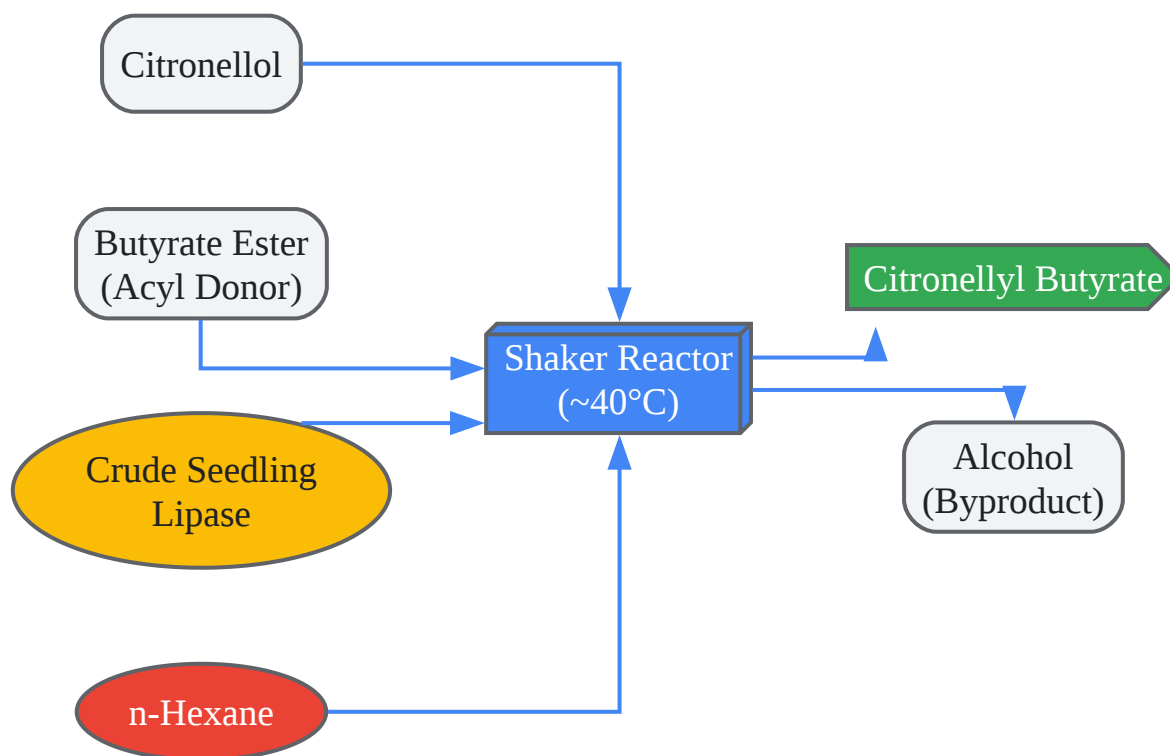 Citronellol
Butyrate Ester
(Acyl Donor)
Crude Seedling
Lipase
n-Hexane
Shaker Reactor
(~40°C)
Citronellyl Butyrate
Alcohol
(Byproduct)